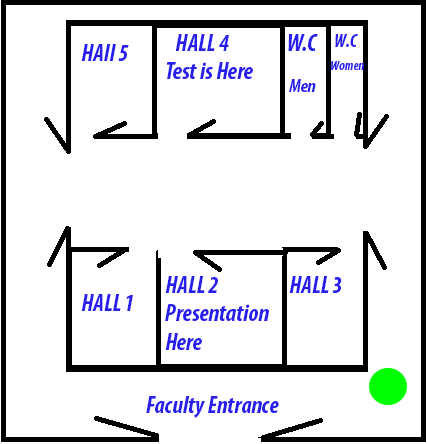 HAll 5
HALL 4
Test is Here
W.C
Men
W.C
Women
HALL 1
HALL 2
Presentation
Here
HALL 3
Faculty Entrance